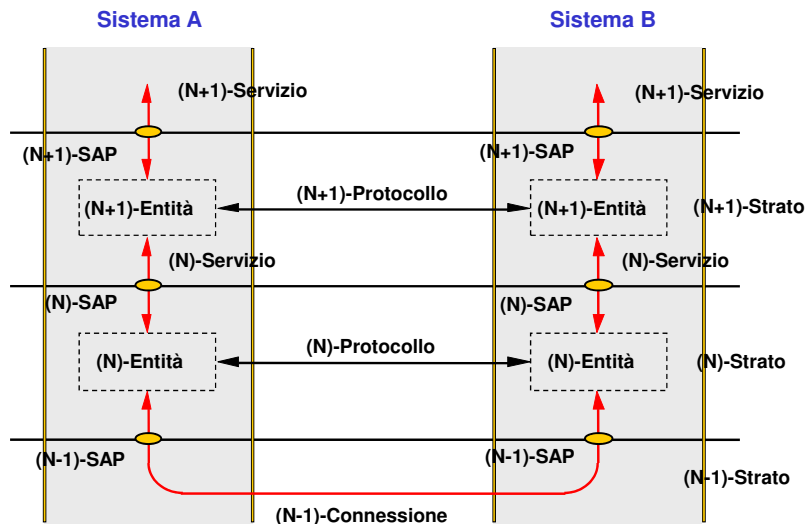 Sistema A
Sistema B
(N+1)-Servizio
(N+1)-Servizio
(N+1)-SAP
(N+1)-SAP
(N+1)-Protocollo
(N+1)-Entità
(N+1)-Entità
(N+1)-Strato
(N)-Servizio
(N)-Servizio
(N)-SAP
(N)-SAP
(N)-Protocollo
(N)-Entità
(N)-Entità
(N)-Strato
(N-1)-SAP
(N-1)-SAP
(N-1)-Strato
(N-1)-Connessione